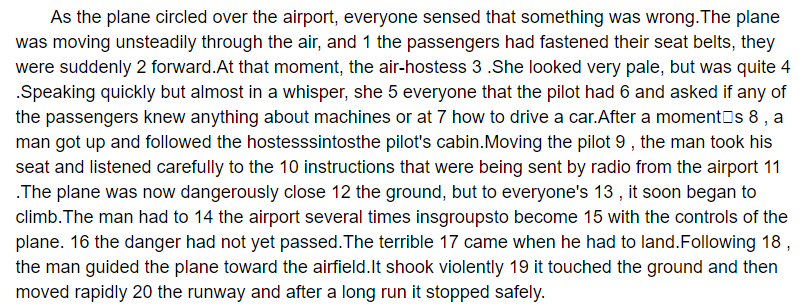 As the plane circled over the airport, everyone sensed that something was wrong.The plane
was moving unsteadily through the air, and 1 the passengers had fastened their seat belts, they
were suddenly 2 forward.At that moment, the air-hostess 3 .She looked very pale, but was quite 4
.Speaking quickly but almost in a whisper, she 5 everyone that the pilot had 6 and asked if any of
the passengers knew anything about machines or at 7 how to drive a car.After a moment□s 8 , a
man got up and followed the hostesssintosthe pilot's cabin.Moving the pilot 9 , the man took his
seat and listened carefully to the 10 instructions that were being sent by radio from the airport 11
.The plane was now dangerously close 12 the ground, but to everyone's 13 , it soon began to
climb.The man had to 14 the airport several times insgroupsto become 15 with the controls of the
plane. 16 the danger had not yet passed.The terrible 17 came when he had to land.Following 18 ,
the man guided the plane toward the airfield.It shook violently 19 it touched the ground and then
moved rapidly 20 the runway and after a long run it stopped safely.